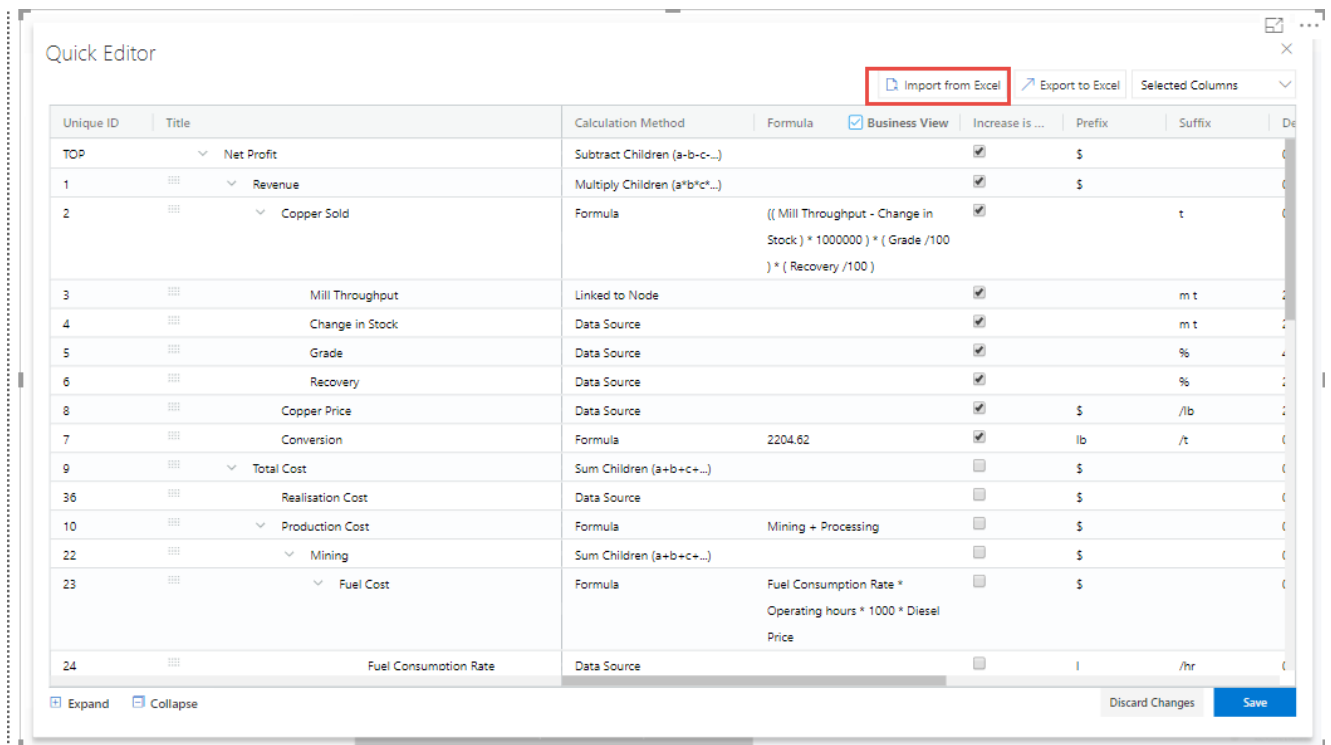 Quick Editor
Import from Excel Export to Excel Selected Columns
Unique ID Title Calculation Method Formula Business View Increase is ... Prefix Suffix De
TOP Net Profit Subtract Children (a-b-c-...) $
1 Revenue Multiply Children (a*b*c*...) $
2 Copper Sold Formula (( Mill Throughput - Change in t
Stock ) * 1000000 ) * ( Grade /100
) * ( Recovery /100 )
3 Mill Throughput Linked to Node m t
4 Change in Stock Data Source m t
5 Grade Data Source %
6 Recovery Data Source %
8 Copper Price Data Source $ /lb
7 Conversion Formula 2204.62 lb /t
9 Total Cost Sum Children (a+b+c+...) $
36 Realisation Cost Data Source $
10 Production Cost Formula Mining + Processing $
22 Mining Sum Children (a+b+c+...) $
23 Fuel Cost Formula Fuel Consumption Rate * $
Operating hours * 1000 * Diesel
Price
24 Fuel Consumption Rate Data Source l /hr
Expand Collapse Discard Changes Save